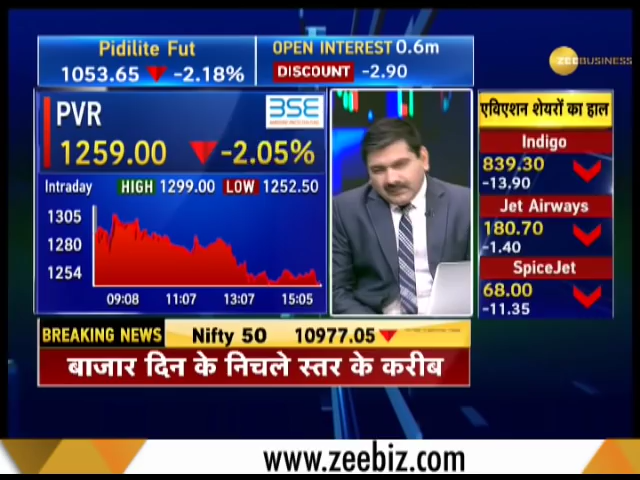 Pidilite Fut
1053.65 -2.18%
OPEN INTEREST 0.6m
DISCOUNT -2.90
ZEEBUSINESS
PVR
BSE
1259.00 -2.05%
Intraday HIGH 1299.00 LOW 1252.50
1305
1280
1254
09:08 11:07 13:07 15:05
एविएशन शेयरों का हाल
Indigo
839.30
-13.90
Jet Airways
180.70
-1.40
SpiceJet
68.00
-11.35
BREAKING NEWS Nifty 50 10977.05
बाजार दिन के निचले स्तर के करीब
www.zeebiz.com